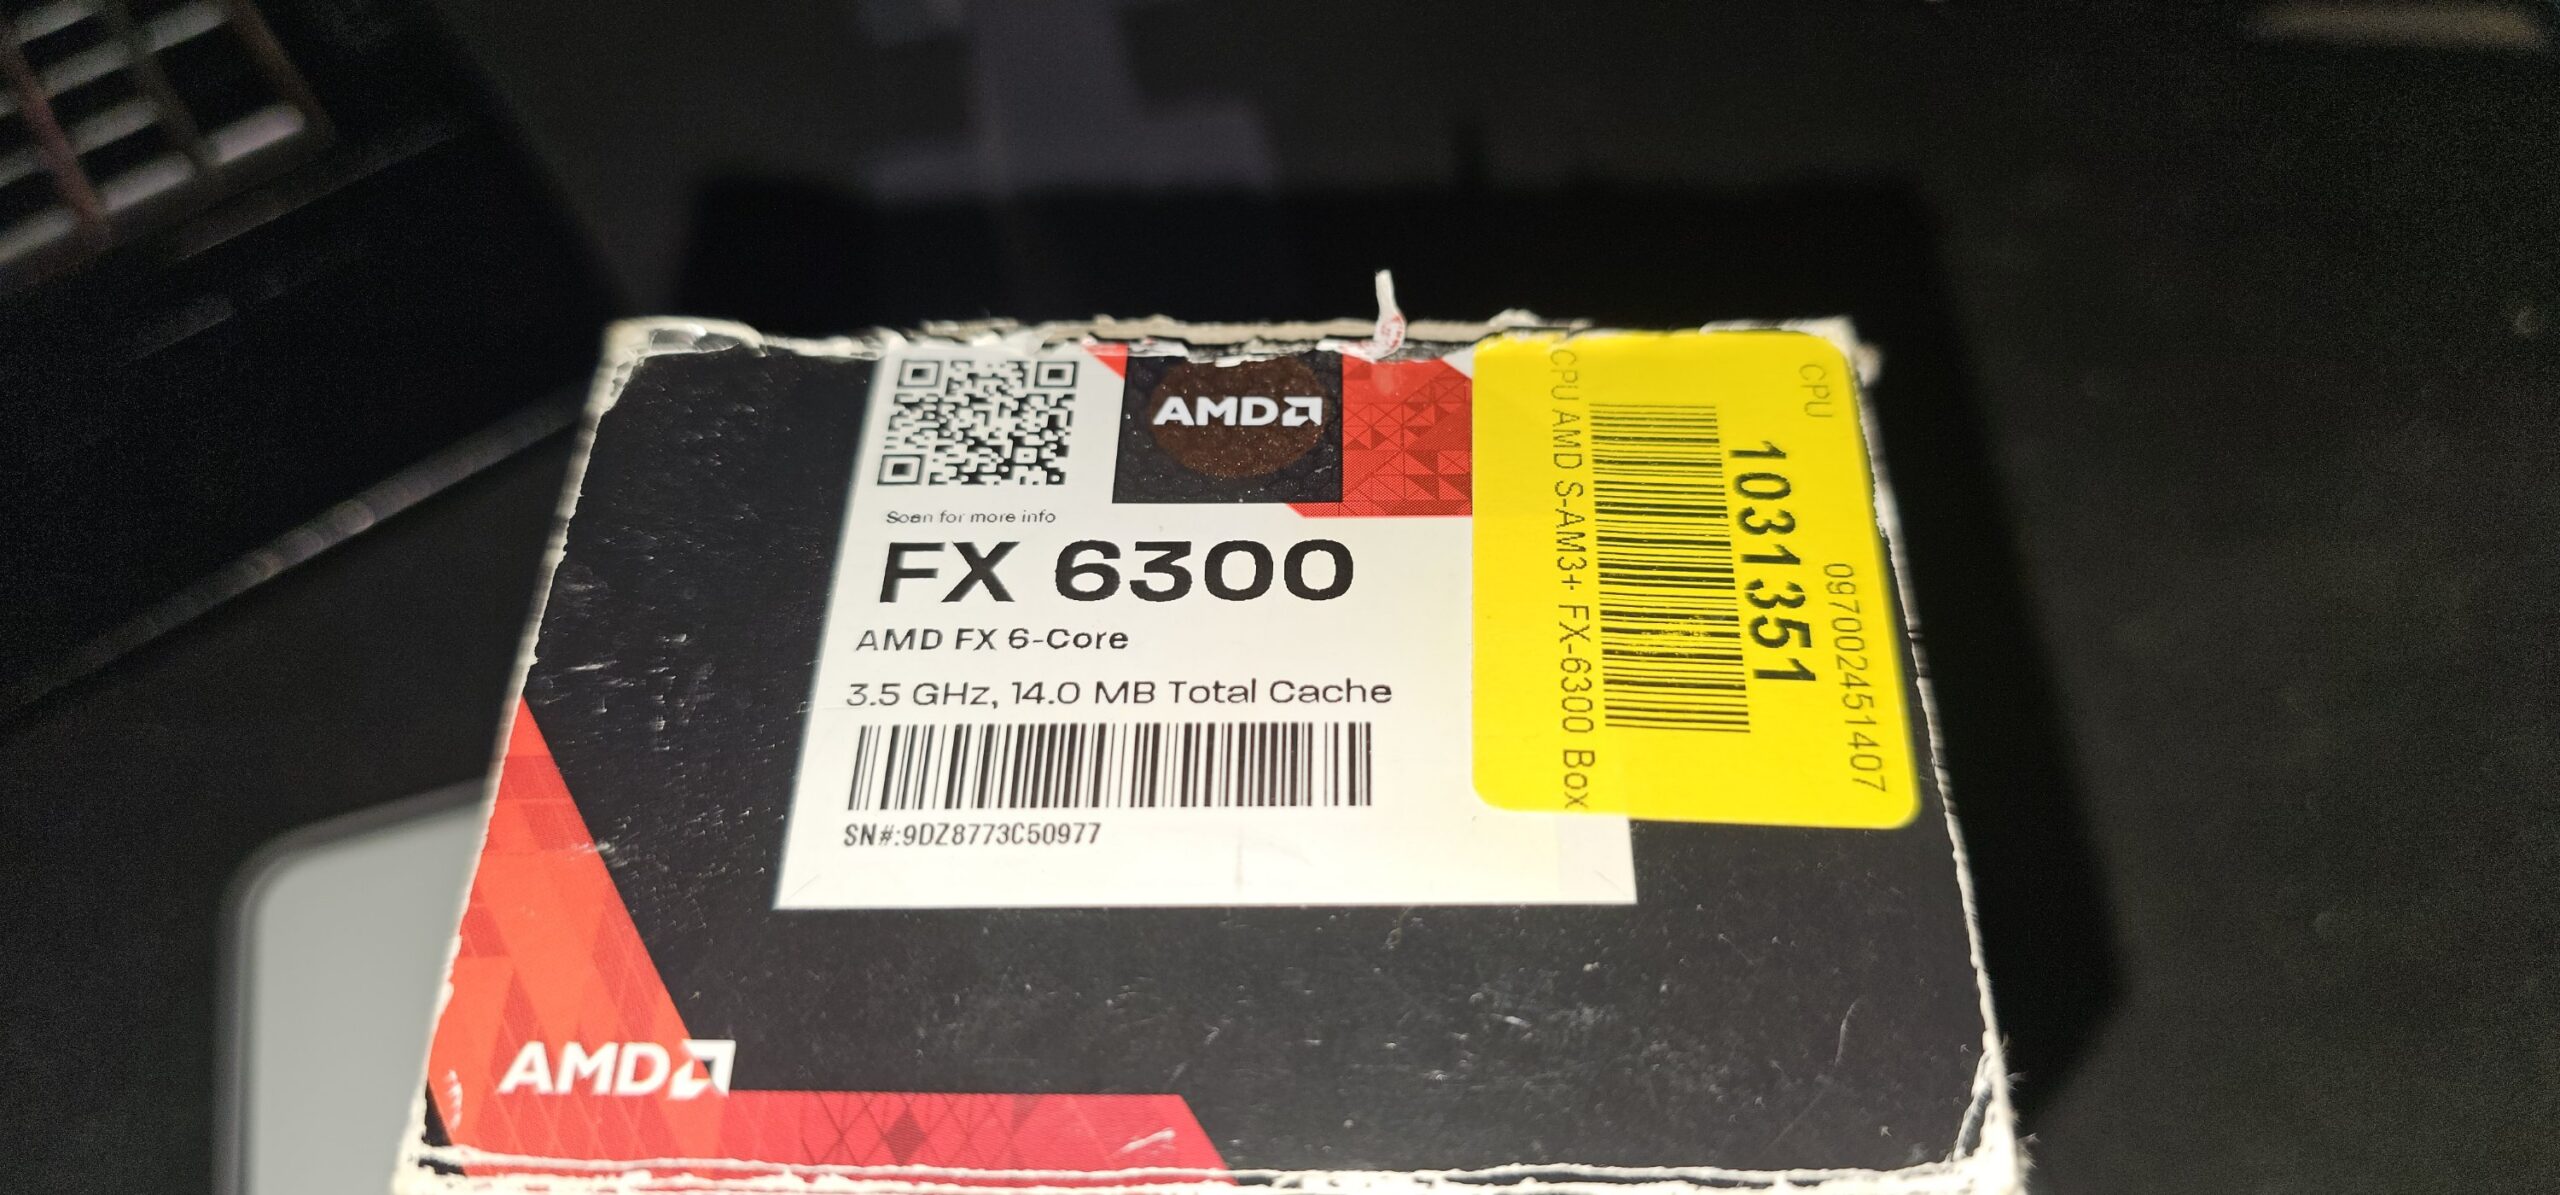 AMD
Scan for more info
FX 6300
AMD FX 6-Core
3.5 GHz, 14.0 MB Total Cache
SN#:9DZ8773C50977
CPU
097002451407
1031351
CPU AMD S-AM3+ FX-6300 Box
AMD